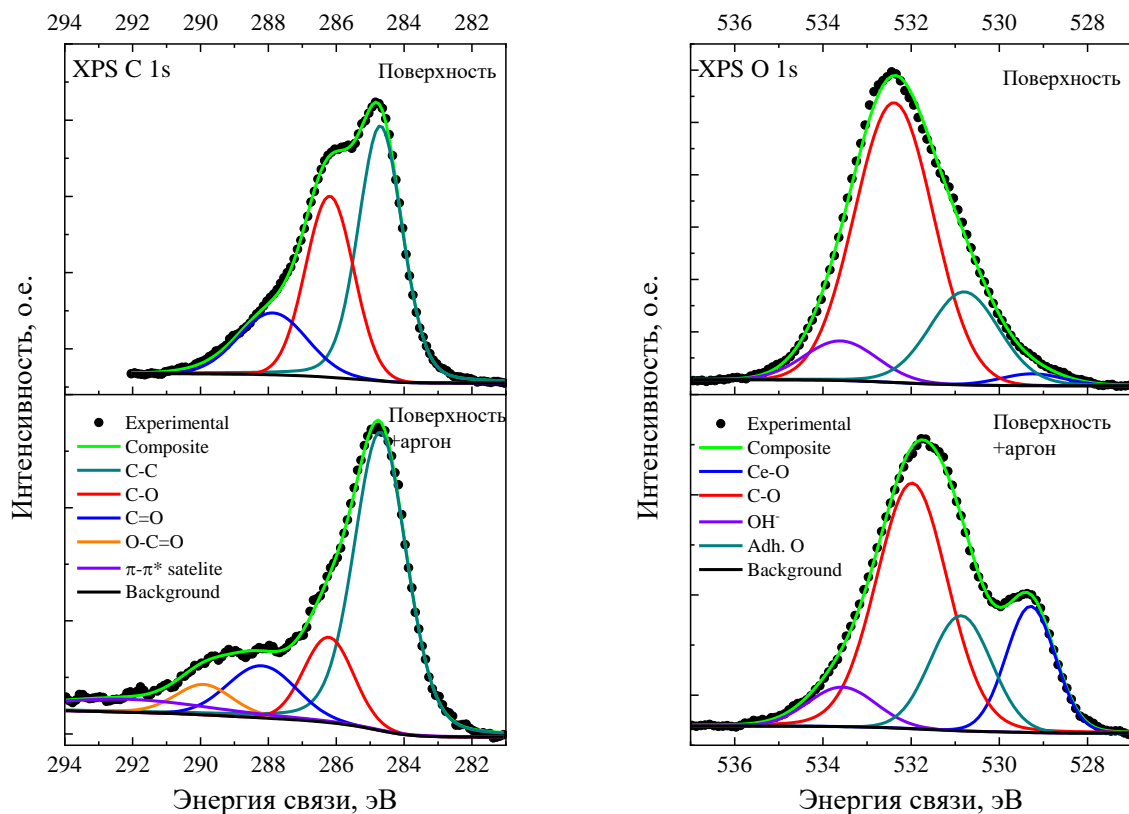 294 292 290 288 286 284 282
XPS C 1s
Поверхность
Интенсивность, о.е.
Experimental
Composite
C-C
C-O
C=O
O-C=O
π-π* satelite
Background
Поверхность
+аргон
294 292 290 288 286 284 282
Энергия связи, эВ
536 534 532 530 528
XPS O 1s
Поверхность
Интенсивность, о.е.
Experimental
Composite
Ce-O
C-O
OH-
Adh. O
Background
Поверхность
+аргон
536 534 532 530 528
Энергия связи, эВ